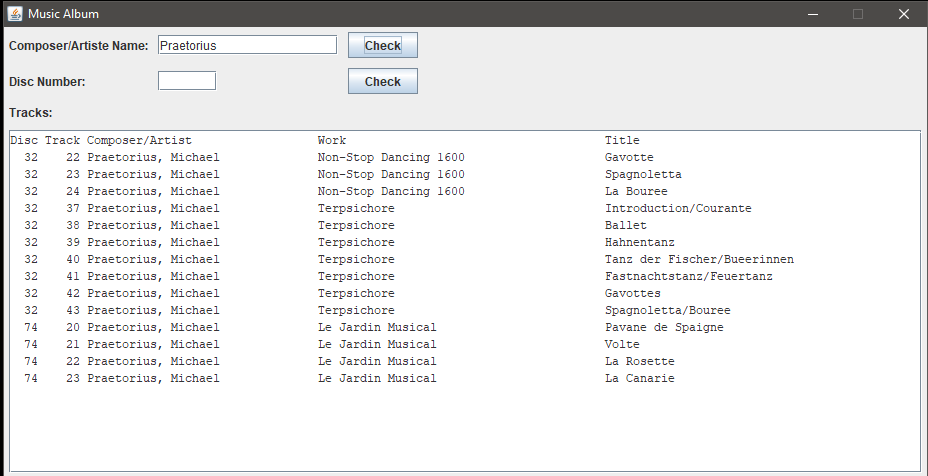 Music Album
Composer/Artiste Name: Praetorius Check
Disc Number: Check
Tracks:
Disc Track Composer/Artist Work Title
32 22 Praetorius, Michael Non-Stop Dancing 1600 Gavotte
32 23 Praetorius, Michael Non-Stop Dancing 1600 Spagnoletta
32 24 Praetorius, Michael Non-Stop Dancing 1600 La Bouree
32 37 Praetorius, Michael Terpsichore Introduction/Courante
32 38 Praetorius, Michael Terpsichore Ballet
32 39 Praetorius, Michael Terpsichore Hahnentanz
32 40 Praetorius, Michael Terpsichore Tanz der Fischer/Bueerinnen
32 41 Praetorius, Michael Terpsichore Fastnachtstanz/Feuertanz
32 42 Praetorius, Michael Terpsichore Gavottes
32 43 Praetorius, Michael Terpsichore Spagnoletta/Bouree
74 20 Praetorius, Michael Le Jardin Musical Pavane de Spaigne
74 21 Praetorius, Michael Le Jardin Musical Volte
74 22 Praetorius, Michael Le Jardin Musical La Rosette
74 23 Praetorius, Michael Le Jardin Musical La Canarie